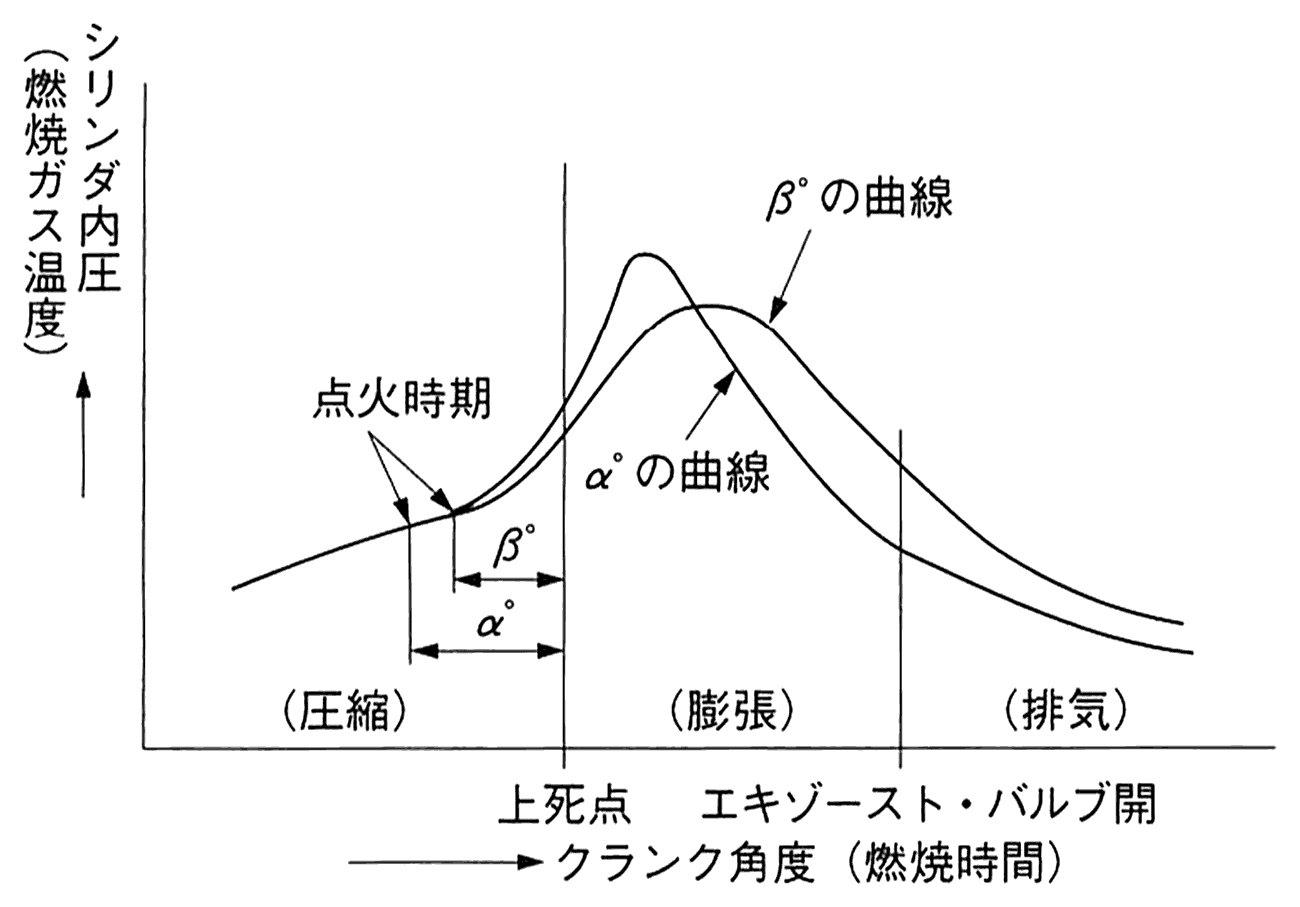 シリンダ内圧
（燃焼ガス温度）
β°の曲線
点火時期
α°の曲線
β°
α°
（圧縮）
（膨張）
（排気）
上死点
エキゾースト・バルブ開
クランク角度（燃焼時間）